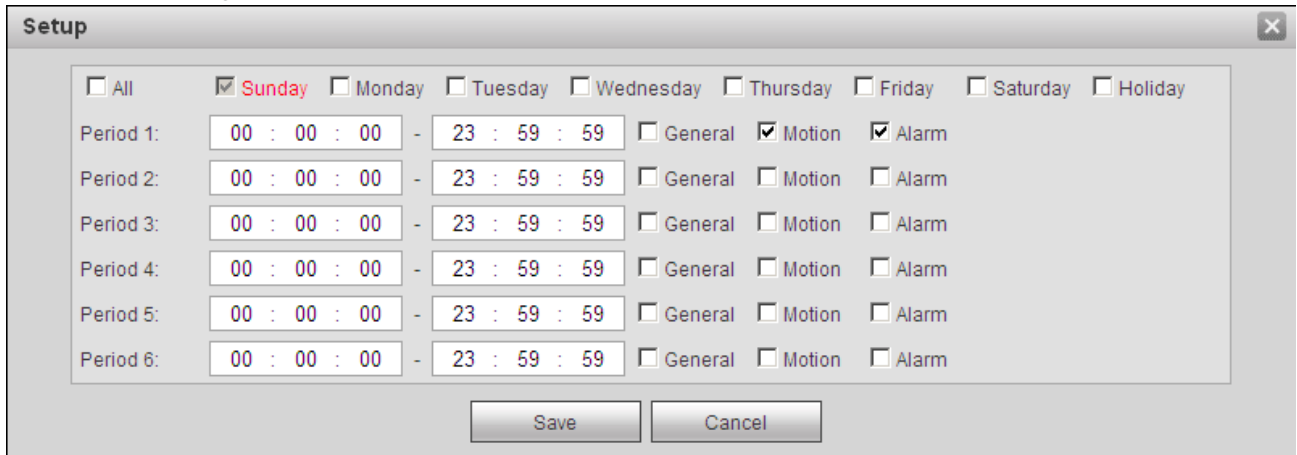 Setup
All Sunday Monday Tuesday Wednesday Thursday Friday Saturday Holiday
Period 1: 00 : 00 : 00 - 23 : 59 : 59 General Motion Alarm
Period 2: 00 : 00 : 00 - 23 : 59 : 59 General Motion Alarm
Period 3: 00 : 00 : 00 - 23 : 59 : 59 General Motion Alarm
Period 4: 00 : 00 : 00 - 23 : 59 : 59 General Motion Alarm
Period 5: 00 : 00 : 00 - 23 : 59 : 59 General Motion Alarm
Period 6: 00 : 00 : 00 - 23 : 59 : 59 General Motion Alarm
Save Cancel